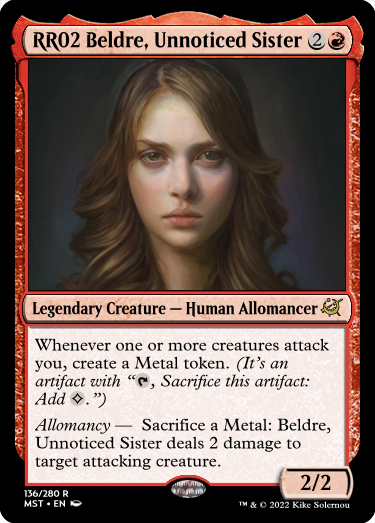 RR02 Beldre, Unnoticed Sister 2
Legendary Creature — Human Allomancer
Whenever one or more creatures attack
you, create a Metal token. (It's an
artifact with “, Sacrifice this artifact:
Add .”)
Allomancy — Sacrifice a Metal: Beldre,
Unnoticed Sister deals 2 damage to
target attacking creature.
2/2
136/280 R
MST • EN
™ & © 2022 Kike Solernou